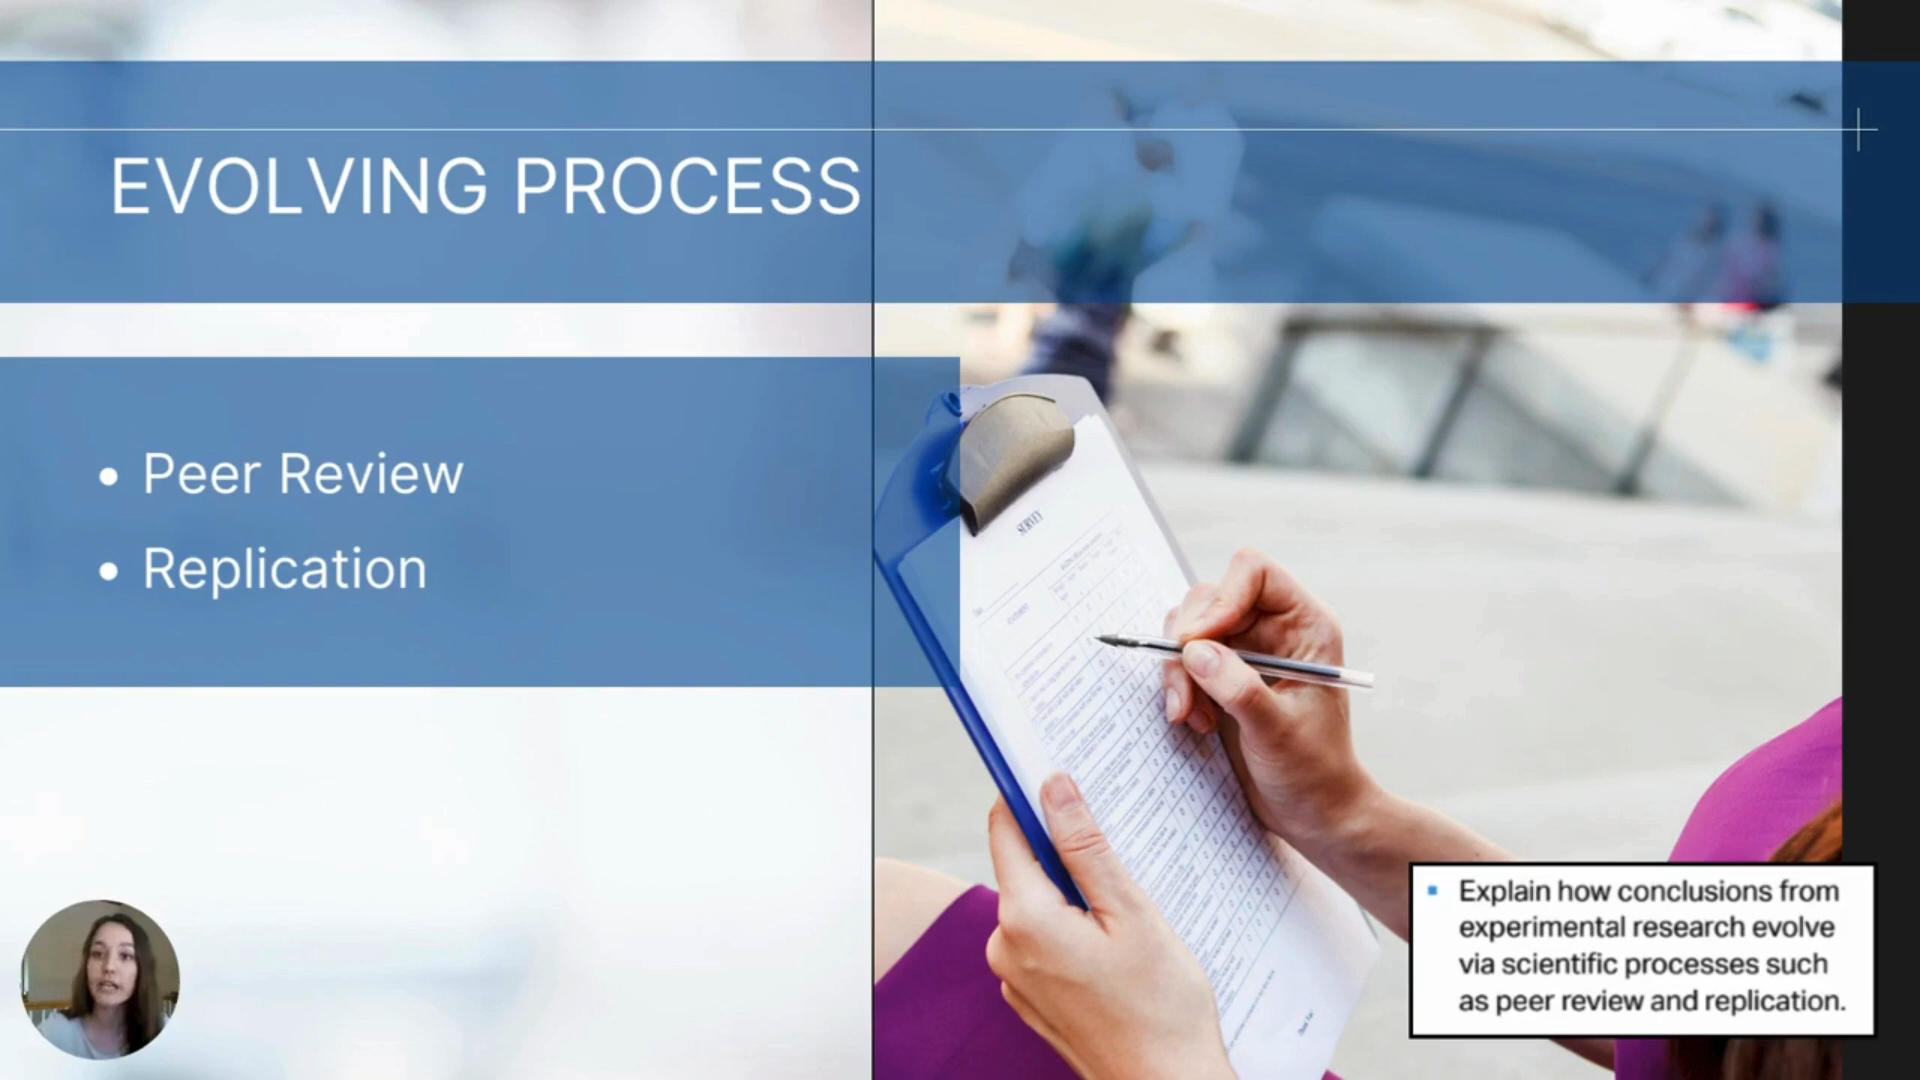 EVOLVING PROCESS
• Peer Review
• Replication
SURVEY
▪ Explain how conclusions from
experimental research evolve
via scientific processes such
as peer review and replication.